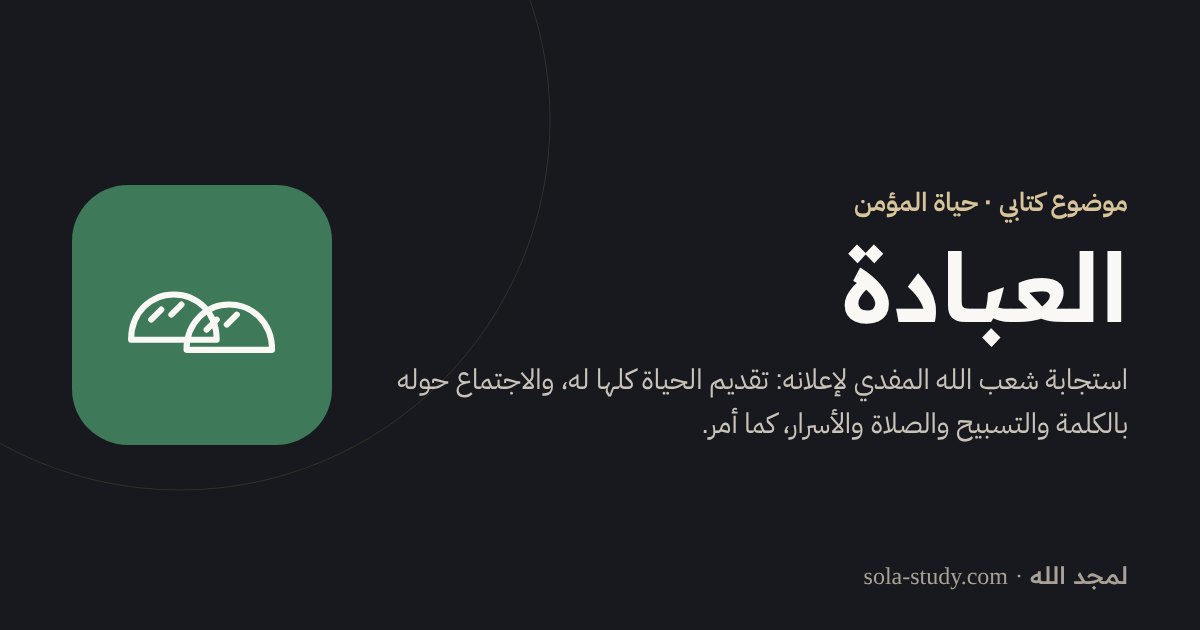 موضوع كتابي · حياة المؤمن
العبادة
استجابة شعب الله المفدي لإعلانه: تقديم الحياة كلها له، والاجتماع حوله
بالكلمة والتسبيح والصلاة والأسرار، كما أمر.
لمجد الله · sola-study.com